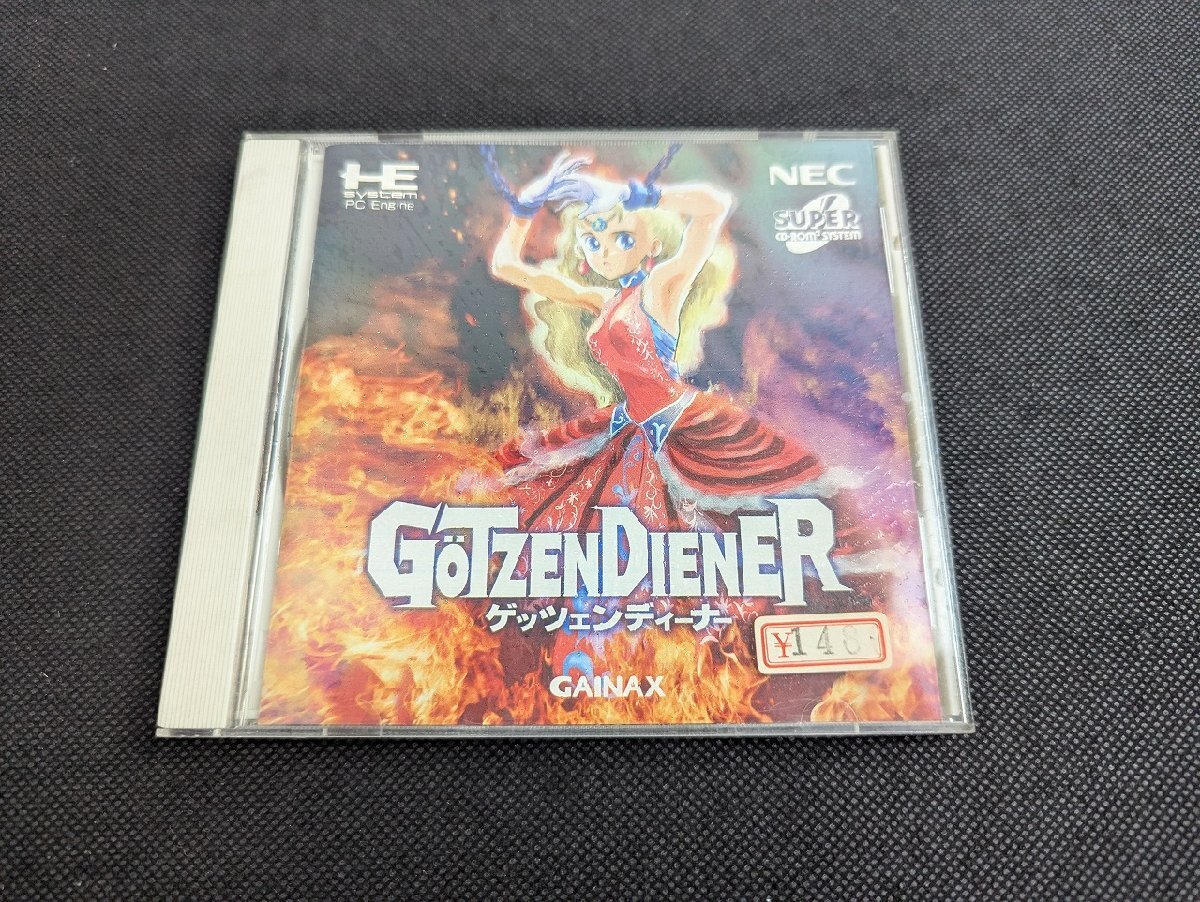 HE
system
PC Engine
NEC
SUPER
CD-ROM² SYSTEM
GÖTZENDIENER
ゲッツェンディーナー
¥148
GAINAX